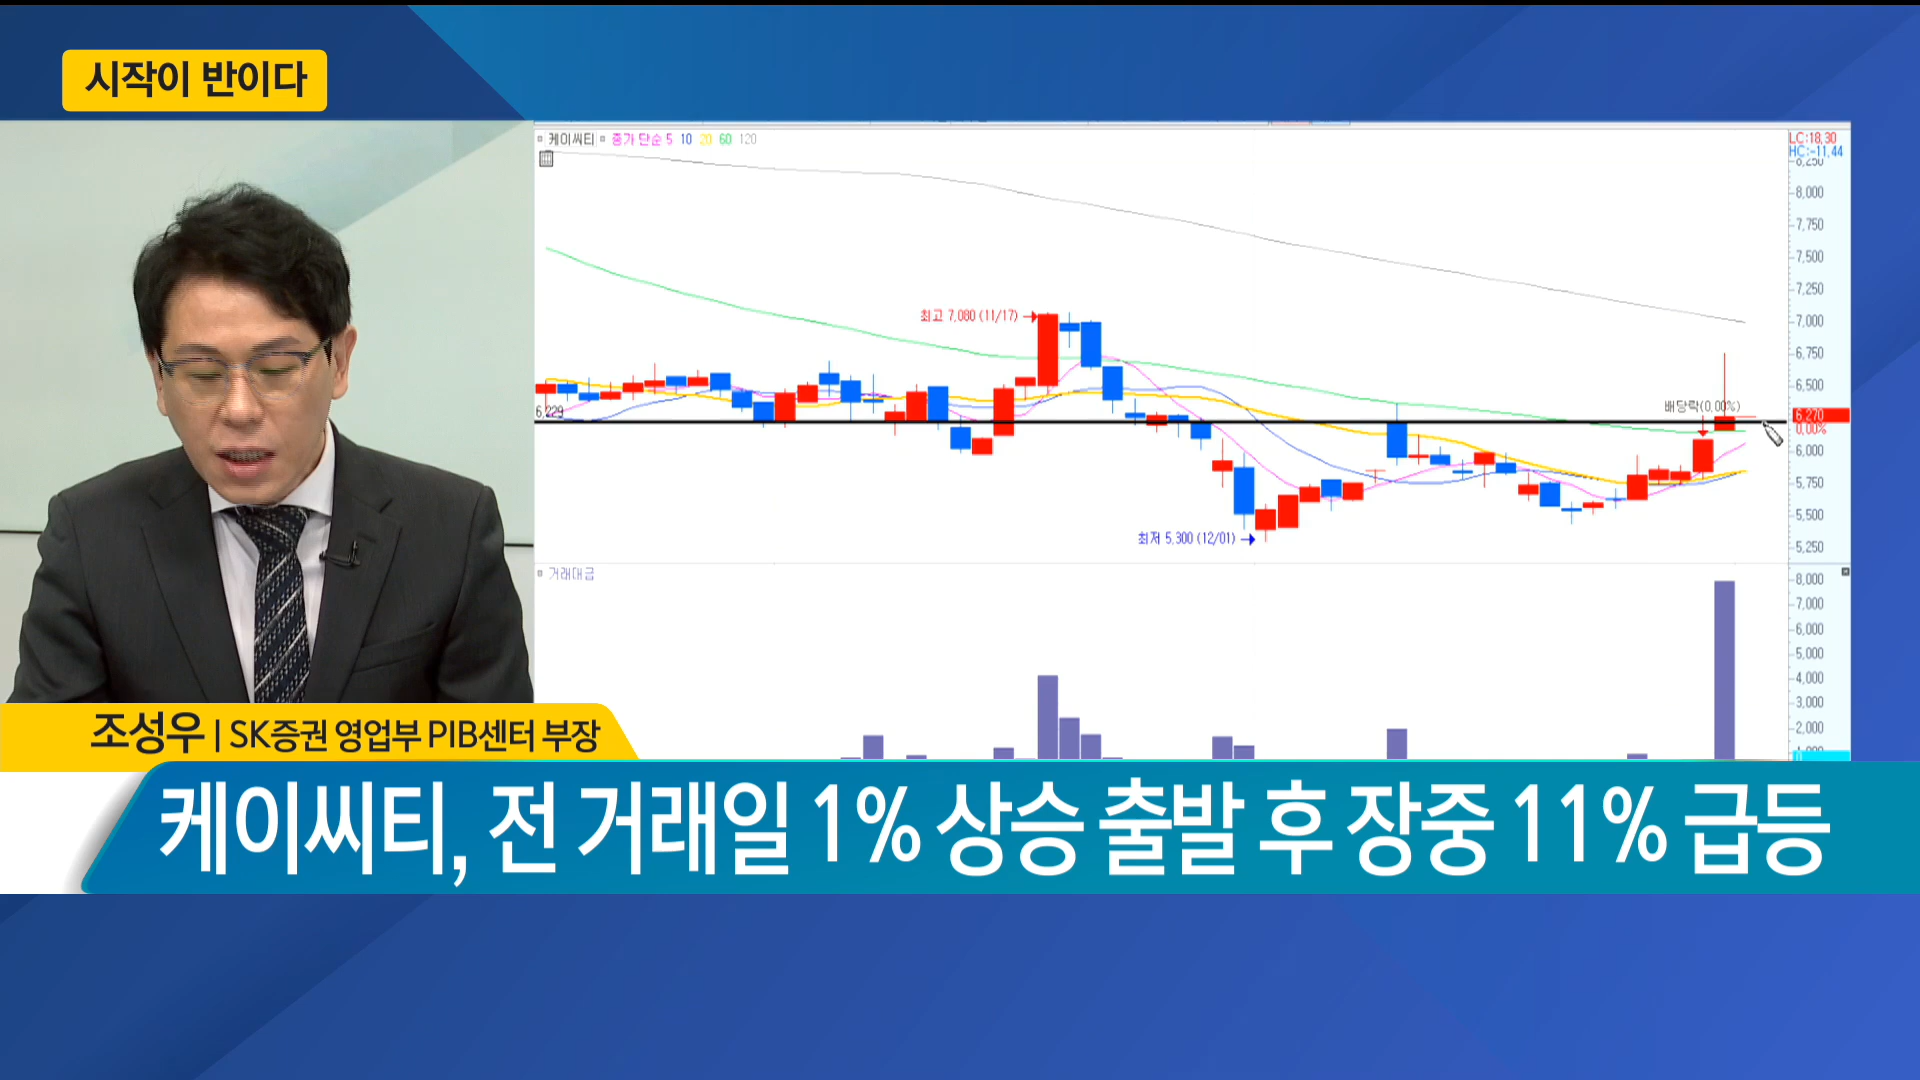 시작이 반이다
케이씨티 종가 단순 5 10 20 60 120
LC:18.30
HC:-11.44
8,250
8,000
7,750
7,500
7,250
7,000
6,750
6,500
6,270
0.00%
6,000
5,750
5,500
5,250
최고 7,080 (11/17)
배당락(0.00%)
6,229
최저 5,300 (12/01)
거래대금
8,000
7,000
6,000
5,000
4,000
3,000
2,000
1,000
조성우 | SK증권 영업부 PIB센터 부장
케이씨티, 전 거래일 1% 상승 출발 후 장중 11% 급등